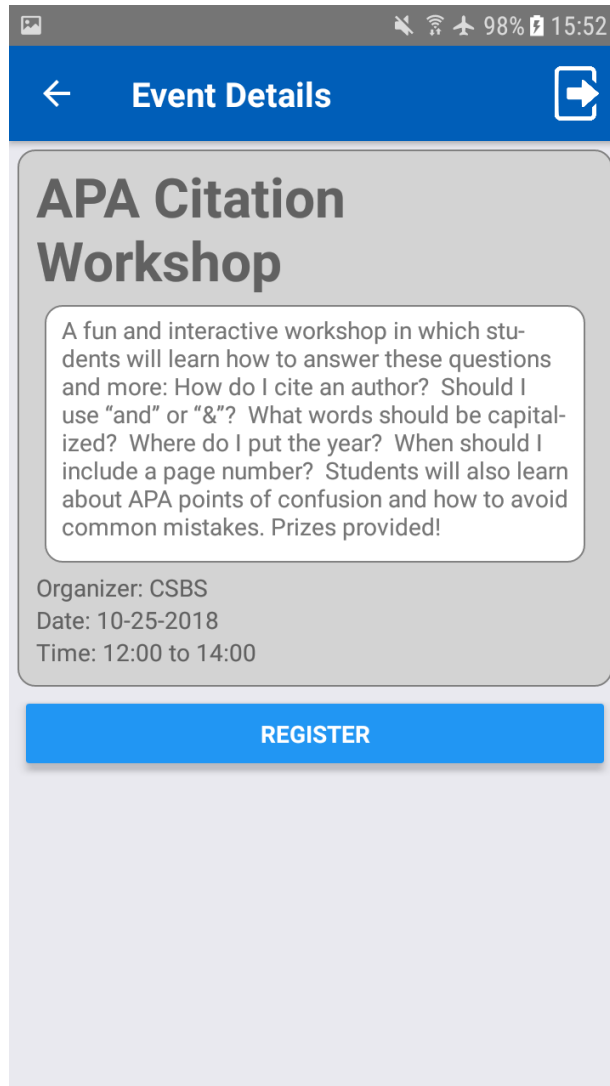 98% 15:52
Event Details
APA Citation
Workshop
A fun and interactive workshop in which stu-
dents will learn how to answer these questions
and more: How do I cite an author?  Should I
use “and” or “&”?  What words should be capital-
ized?  Where do I put the year?  When should I
include a page number?  Students will also learn
about APA points of confusion and how to avoid
common mistakes. Prizes provided!
Organizer: CSBS
Date: 10-25-2018
Time: 12:00 to 14:00
REGISTER